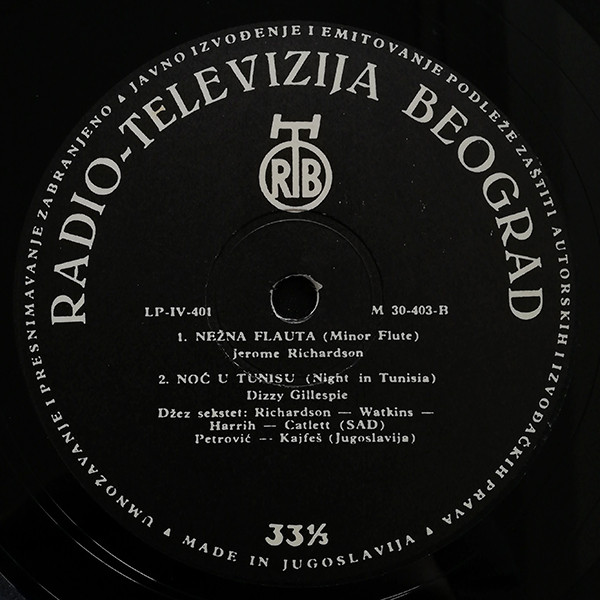 UMNOŽAVANJE I PRESNIMAVANJE ZABRANJENO ▲ JAVNO IZVOĐENJE I EMITOVANJE PODLEŽE ZAŠTITI AUTORSKIH I IZVOĐAČKIH PRAVA ▲ MADE IN JUGOSLAVIJA ▲
RADIO-TELEVIZIJA BEOGRAD
RTB
LP-IV-401 M 30-403-B
1. NEŽNA FLAUTA (Minor Flute)
Jerome Richardson
2. NOĆ U TUNISU (Night in Tunisia)
Dizzy Gillespie
Džez sekstet: Richardson — Watkins —
Harrih — Catlett (SAD)
Petrović — Kajfeš (Jugoslavija)
33⅓